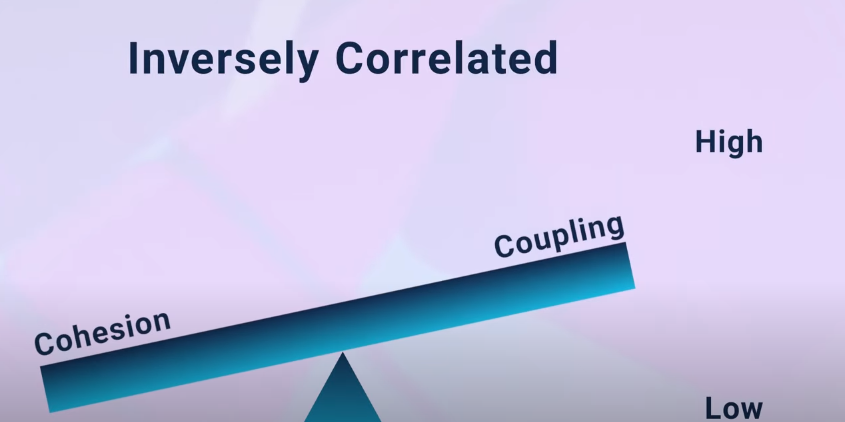 Inversely Correlated
High
Coupling
Cohesion
Low